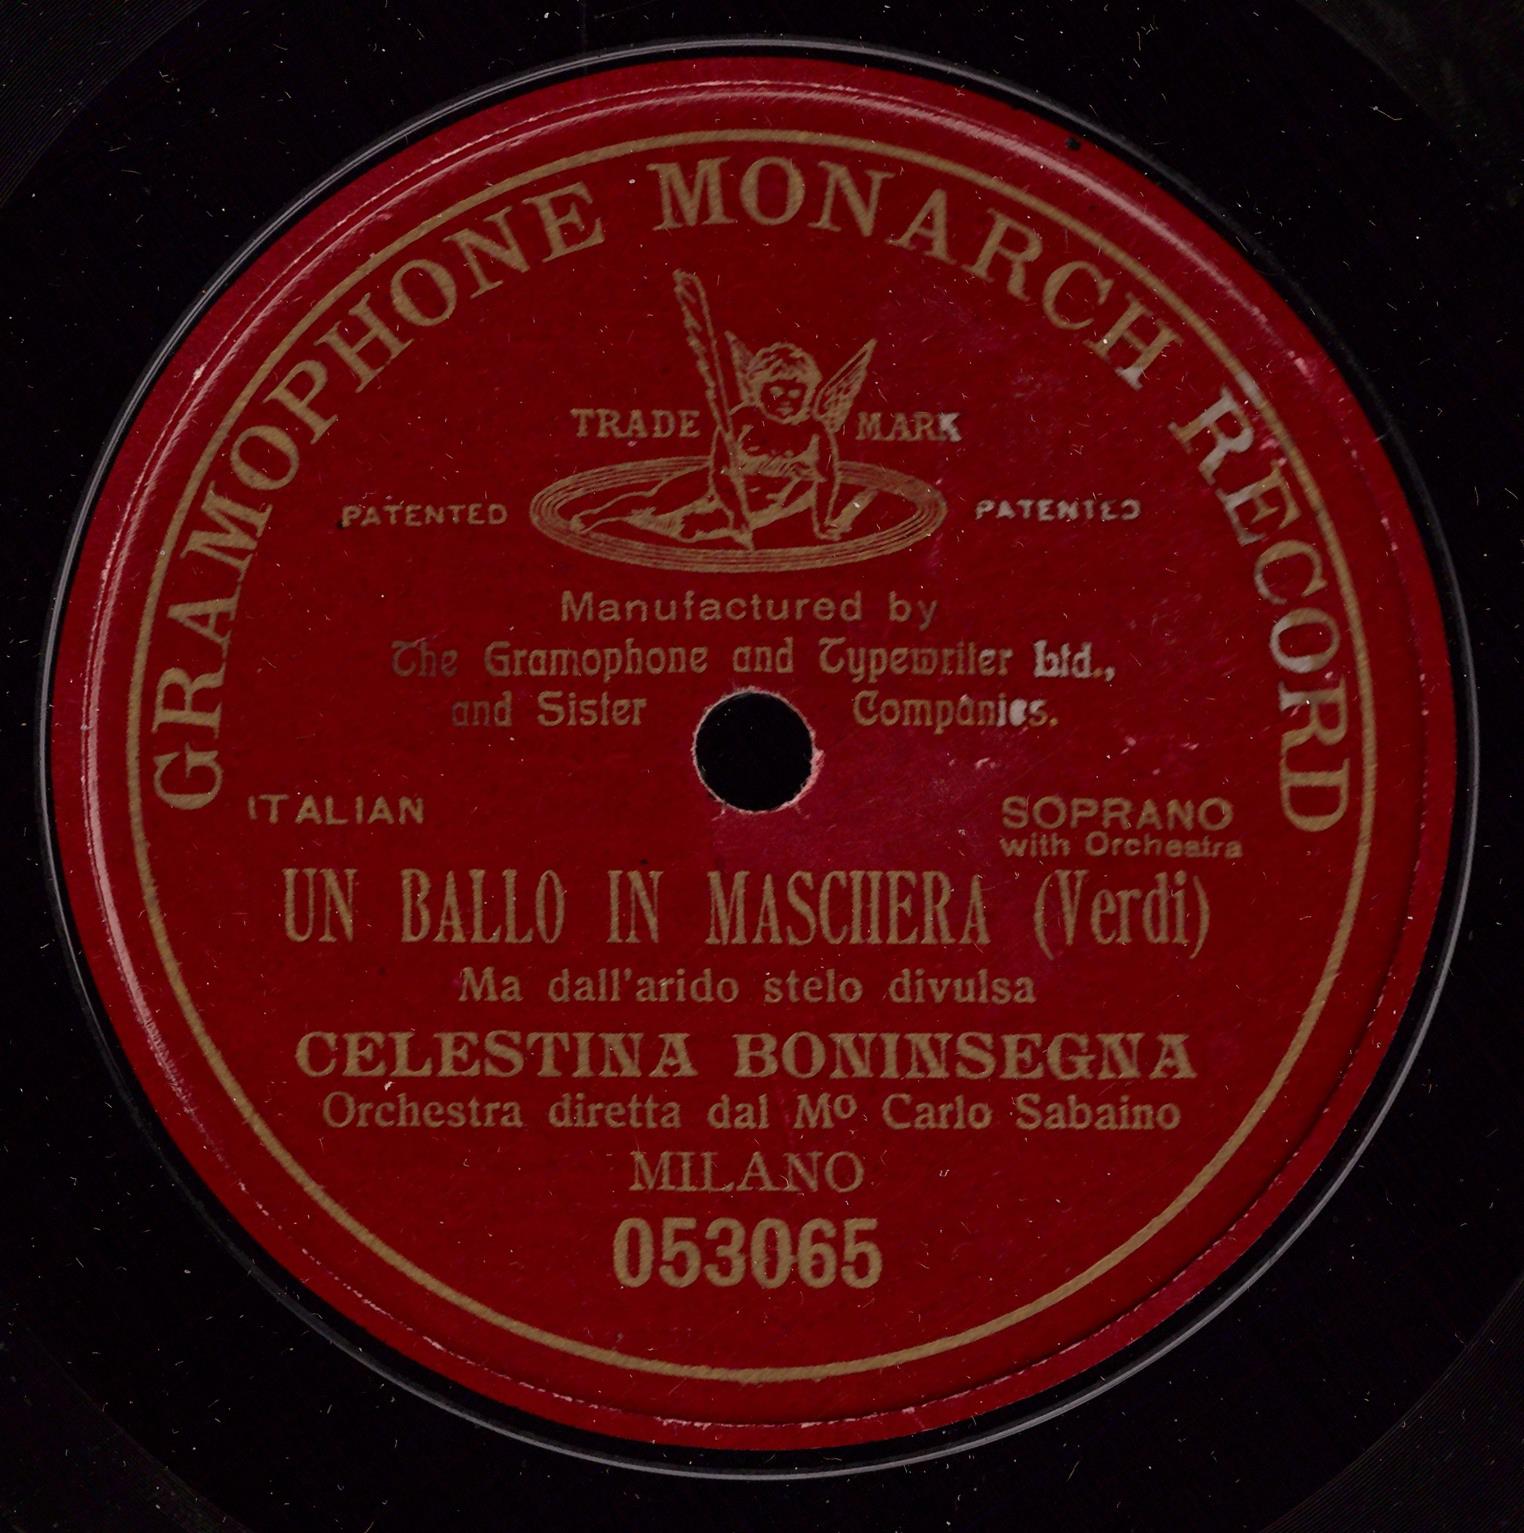 GRAMOPHONE MONARCH RECORD
TRADE MARK
PATENTED PATENTED
Manufactured by
The Gramophone and Typewriter Ltd.,
and Sister Companies.
ITALIAN SOPRANO
with Orchestra
UN BALLO IN MASCHERA (Verdi)
Ma dall'arido stelo divulsa
CELESTINA BONINSEGNA
Orchestra diretta dal Mº Carlo Sabaino
MILANO
053065